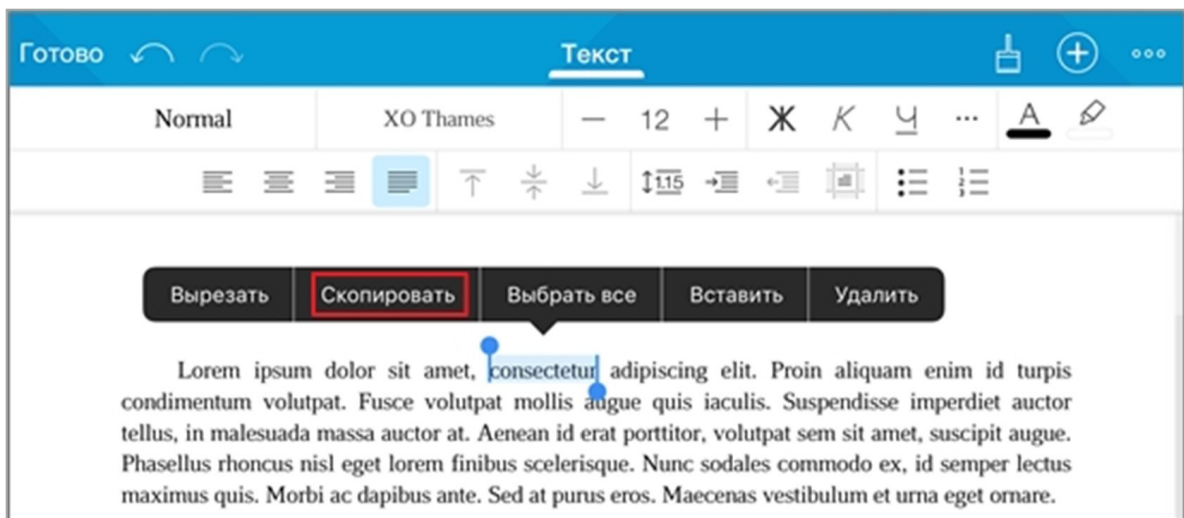 Готово Текст
Normal XO Thames — 12 + Ж К Ч ... А
1.15 1 2 3
Вырезать Скопировать Выбрать все Вставить Удалить
Lorem ipsum dolor sit amet, consectetur adipiscing elit. Proin aliquam enim id turpis
condimentum volutpat. Fusce volutpat mollis augue quis iaculis. Suspendisse imperdiet auctor
tellus, in malesuada massa auctor at. Aenean id erat porttitor, volutpat sem sit amet, suscipit augue.
Phasellus rhoncus nisl eget lorem finibus scelerisque. Nunc sodales commodo ex, id semper lectus
maximus quis. Morbi ac dapibus ante. Sed at purus eros. Maecenas vestibulum et urna eget ornare.